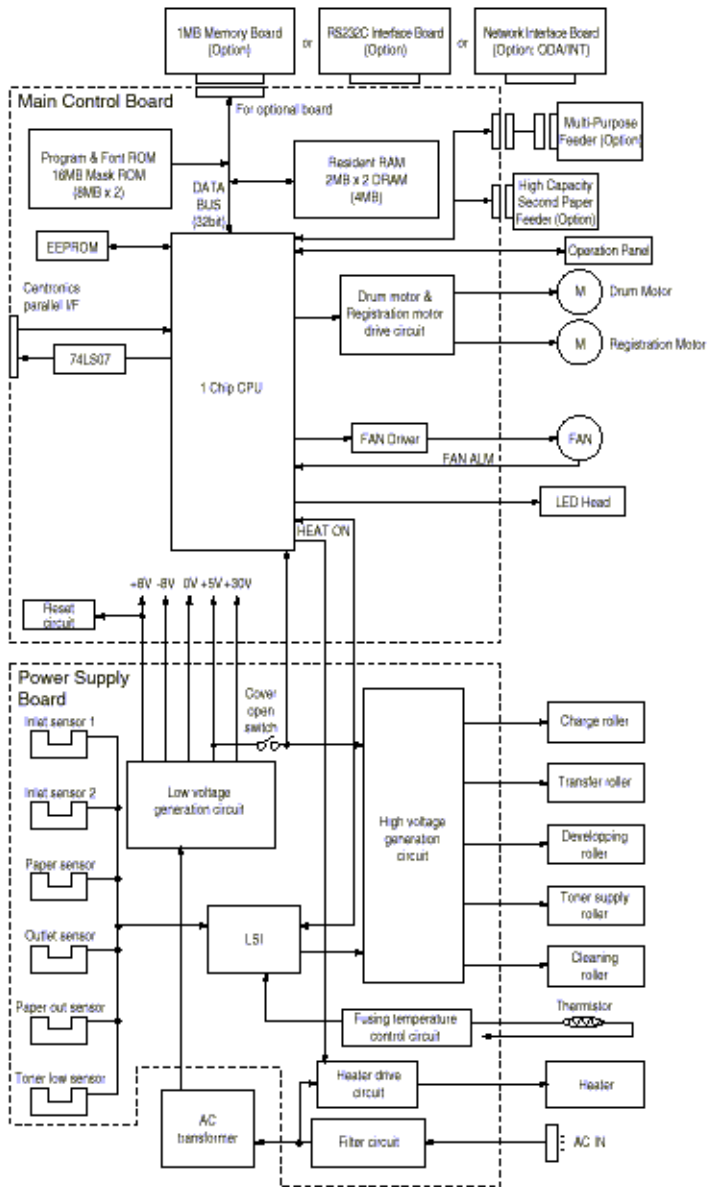 1MB Memory Board
(Option)
or
RS232C Interface Board
(Option)
or
Network Interface Board
(Option: ODA/INT)
Main Control Board
For optional board
Multi-Purpose
Feeder (Option)
Program & Font ROM
16MB Mask ROM
(8MB x 2)
Resident RAM
2MB x 2 DRAM
(4MB)
DATA
BUS
(32bit)
High Capacity
Second Paper
Feeder (Option)
EEPROM
Operation Panel
Centronics
parallel I/F
Drum motor &
Registration motor
drive circuit
M
Drum Motor
M
Registration Motor
74LS07
1 Chip CPU
FAN Driver
FAN
FAN ALM
LED Head
HEAT ON
+8V
-8V
0V
+5V
+30V
Reset
circuit
Power Supply
Board
Cover
open
switch
Inlet sensor 1
Charge roller
Inlet sensor 2
Low voltage
generation circuit
Transfer roller
High voltage
generation
circuit
Developping
roller
Paper sensor
Toner supply
roller
Outlet sensor
LSI
Cleaning
roller
Paper out sensor
Fusing temperature
control circuit
Thermistor
Toner low sensor
Heater drive
circuit
Heater
AC
transformer
Filter circuit
AC IN